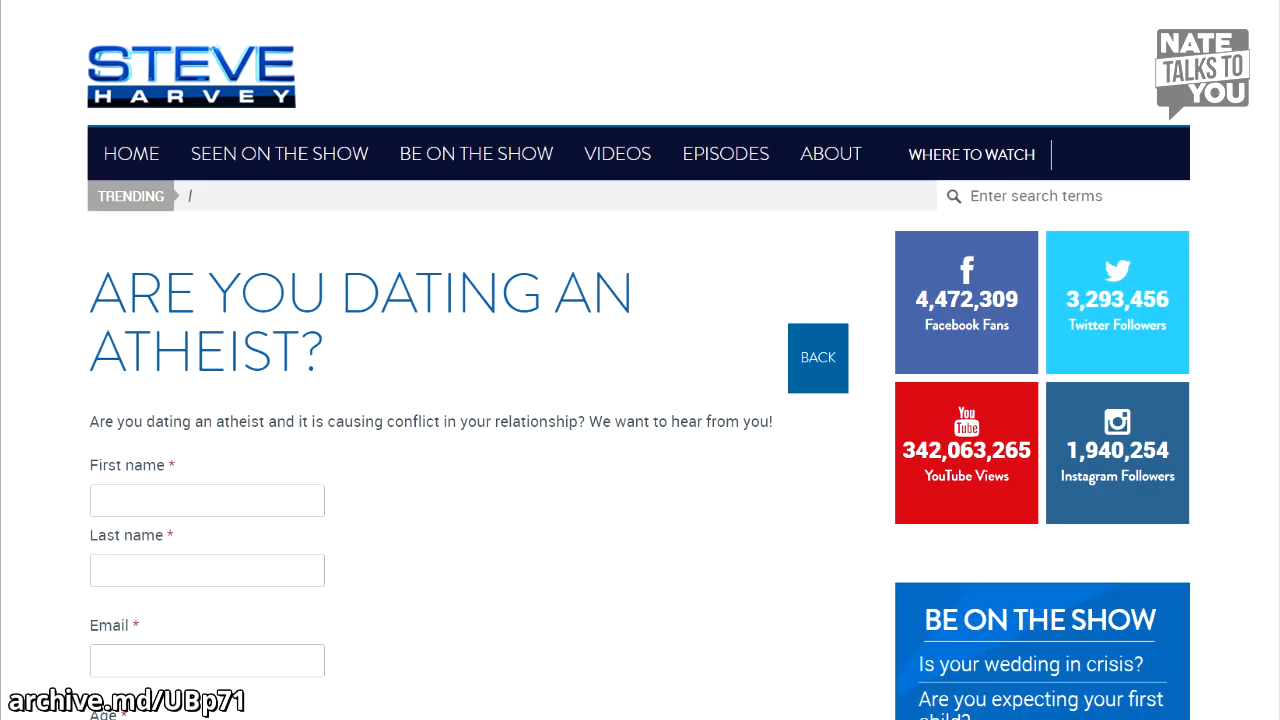 STEVE
HARVEY
NATE
TALKS TO
YOU
HOME SEEN ON THE SHOW BE ON THE SHOW VIDEOS EPISODES ABOUT WHERE TO WATCH
TRENDING / Enter search terms
ARE YOU DATING AN
ATHEIST?
BACK
Are you dating an atheist and it is causing conflict in your relationship? We want to hear from you!
First name *
Last name *
Email *
Age *
4,472,309
Facebook Fans
3,293,456
Twitter Followers
You
Tube
342,063,265
YouTube Views
1,940,254
Instagram Followers
BE ON THE SHOW
Is your wedding in crisis?
Are you expecting your first
child?
archive.md/UBp71